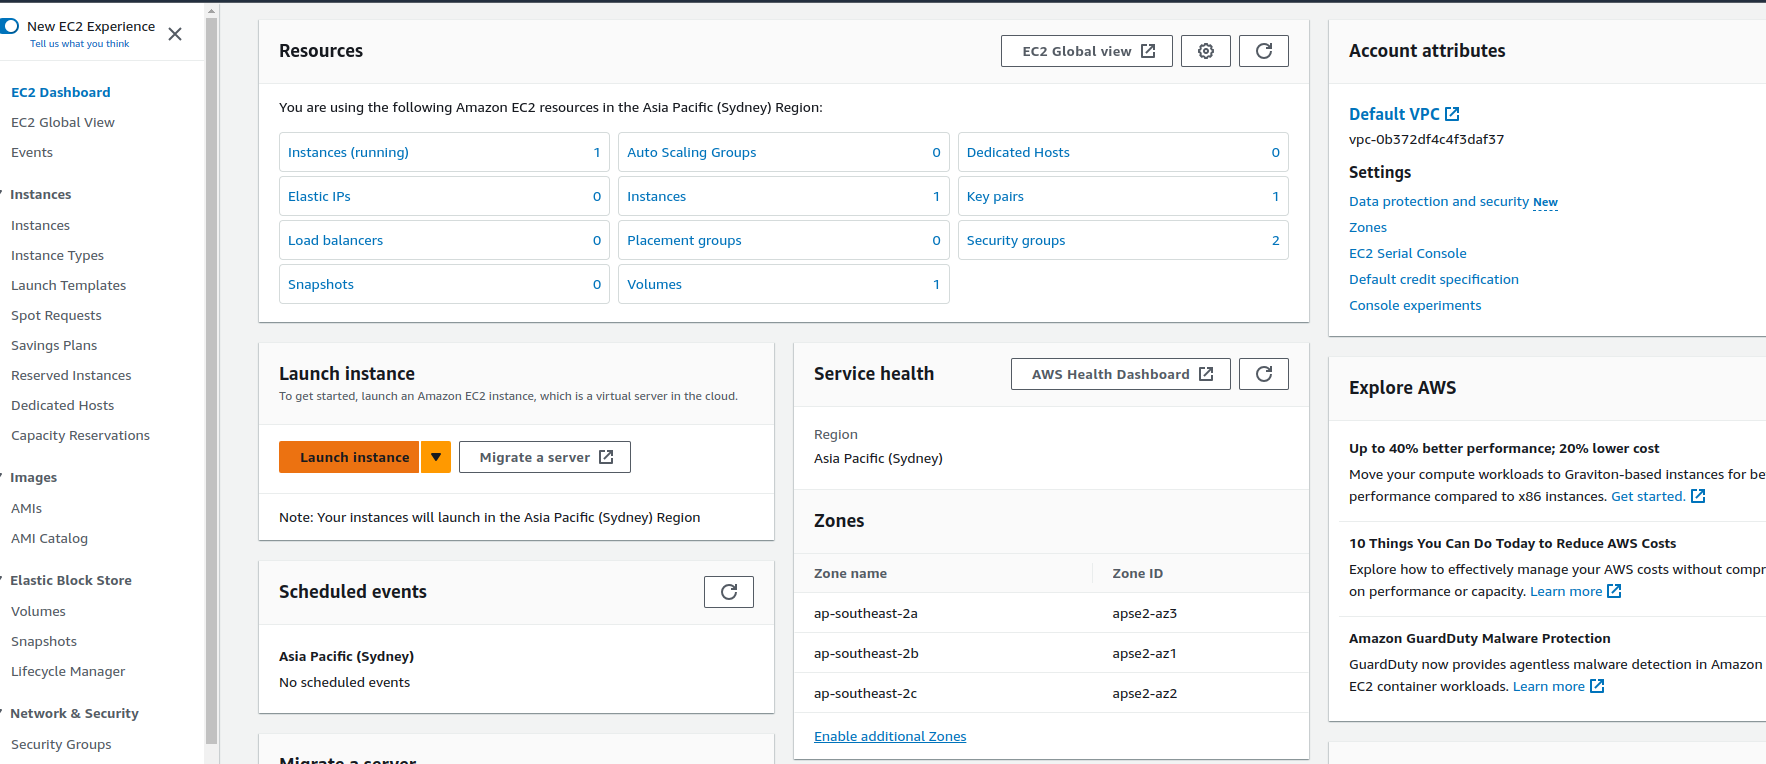 New EC2 Experience
Tell us what you think
EC2 Dashboard
EC2 Global View
Events
Instances
Instances
Instance Types
Launch Templates
Spot Requests
Savings Plans
Reserved Instances
Dedicated Hosts
Capacity Reservations
Images
AMIs
AMI Catalog
Elastic Block Store
Volumes
Snapshots
Lifecycle Manager
Network & Security
Security Groups
Resources
EC2 Global view
You are using the following Amazon EC2 resources in the Asia Pacific (Sydney) Region:
Instances (running) 1
Auto Scaling Groups 0
Dedicated Hosts 0
Elastic IPs 0
Instances 1
Key pairs 1
Load balancers 0
Placement groups 0
Security groups 2
Snapshots 0
Volumes 1
Launch instance
To get started, launch an Amazon EC2 instance, which is a virtual server in the cloud.
Launch instance
Migrate a server
Note: Your instances will launch in the Asia Pacific (Sydney) Region
Scheduled events
Asia Pacific (Sydney)
No scheduled events
Migrate a server
Service health
AWS Health Dashboard
Region
Asia Pacific (Sydney)
Zones
Zone name Zone ID
ap-southeast-2a apse2-az3
ap-southeast-2b apse2-az1
ap-southeast-2c apse2-az2
Enable additional Zones
Account attributes
Default VPC
vpc-0b372df4c4f3daf37
Settings
Data protection and security New
Zones
EC2 Serial Console
Default credit specification
Console experiments
Explore AWS
Up to 40% better performance; 20% lower cost
Move your compute workloads to Graviton-based instances for be
performance compared to x86 instances. Get started.
10 Things You Can Do Today to Reduce AWS Costs
Explore how to effectively manage your AWS costs without compr
on performance or capacity. Learn more
Amazon GuardDuty Malware Protection
GuardDuty now provides agentless malware detection in Amazon
EC2 container workloads. Learn more